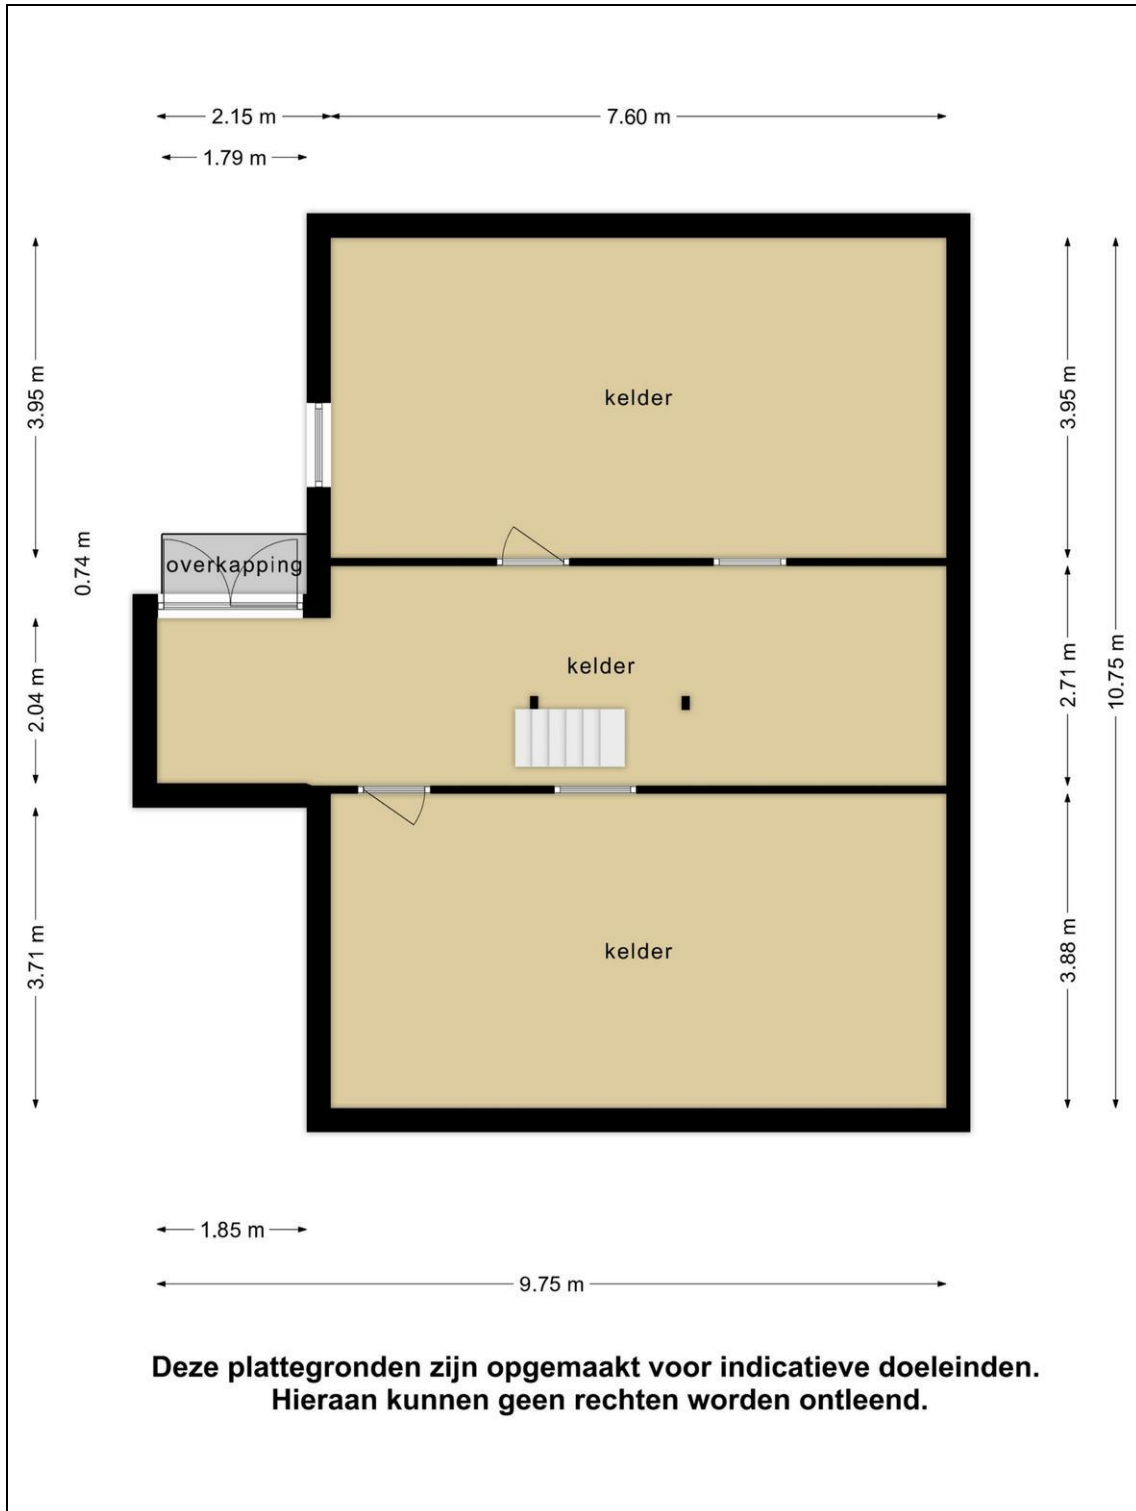 2.15 m
7.60 m
1.79 m
3.95 m
kelder
3.95 m
0.74 m
overkapping
10.75 m
2.04 m
kelder
2.71 m
3.71 m
kelder
3.88 m
1.85 m
9.75 m
Deze plattegronden zijn opgemaakt voor indicatieve doeleinden.
Hieraan kunnen geen rechten worden ontleend.